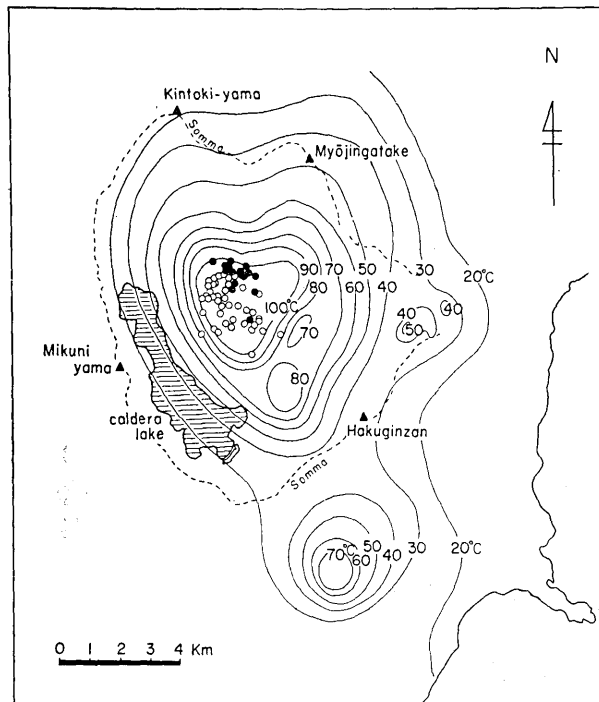 N
Kintoki-yama
Somma
Myōjingatake
90 70 50 30 20°C
80 60 40
100°C
40 40
50
70
Mikuni
yama
80
caldera
lake
Hakuginzan
Somma
70°C 50 30 20°C
60 40
0 1 2 3 4 Km